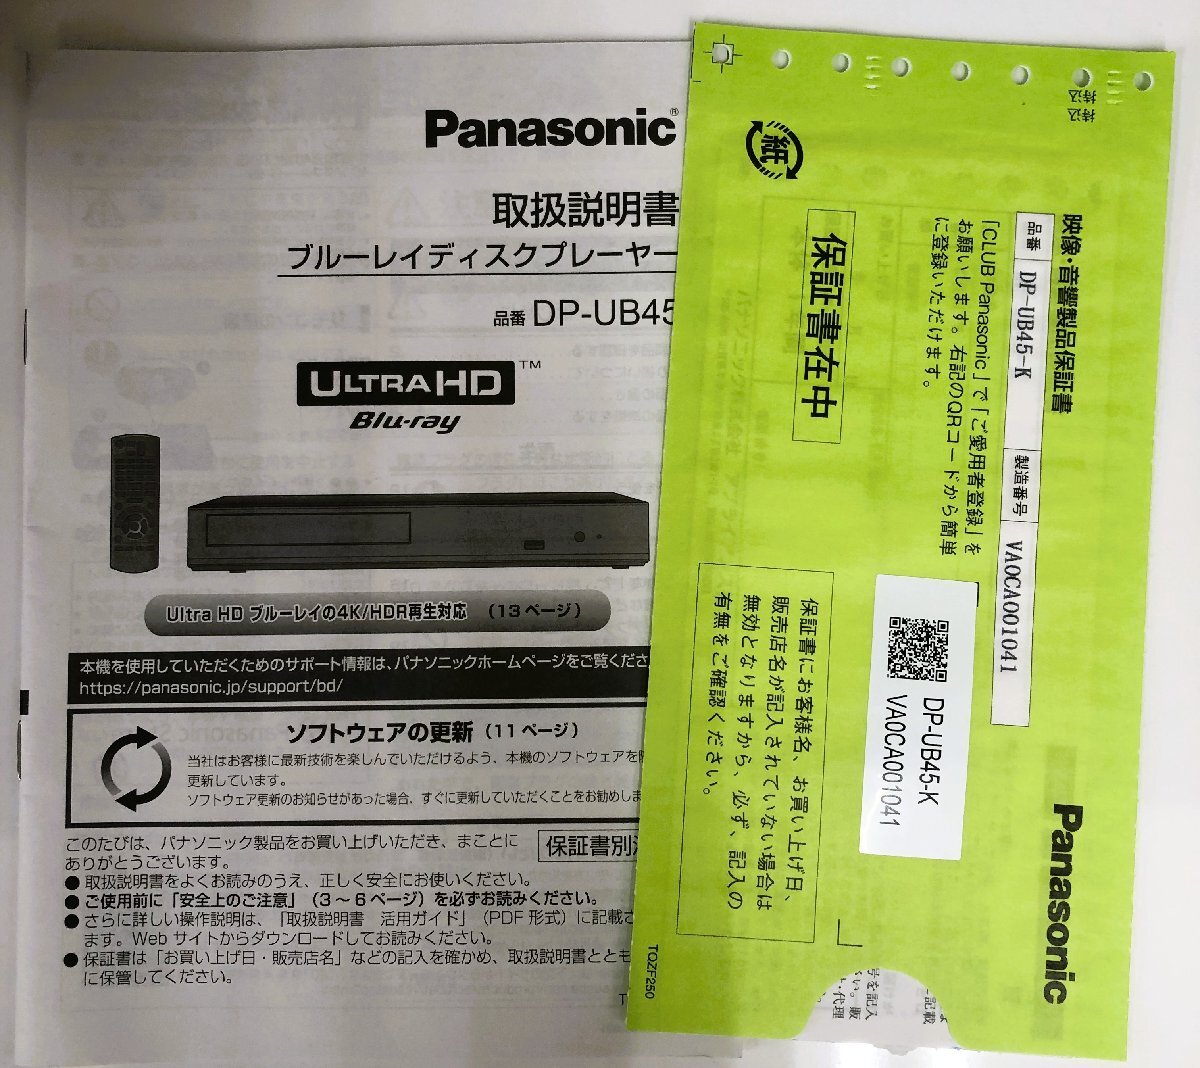 Panasonic®
取扱説明書
ブルーレイディスクプレーヤー
品番 DP-UB45
ULTRA HD™
Blu-ray
Ultra HD ブルーレイの4K/HDR再生対応 (13 ページ)
本機を使用していただくためのサポート情報は、パナソニックホームページをご覧くださ
https://panasonic.jp/support/bd/
ソフトウェアの更新 (11 ページ)
当社はお客様に最新技術を楽しんでいただけるよう、本機のソフトウェアを
更新しています。
ソフトウェア更新のお知らせがあった場合、すぐに更新していただくことをお勧めしま
このたびは、パナソニック製品をお買い上げいただき、まことに
ありがとうございます。
保証書別
● 取扱説明書をよくお読みのうえ、正しく安全にお使いください。
● ご使用前に「安全上のご注意」(3～6ページ)を必ずお読みください。
● さらに詳しい操作説明は、「取扱説明書 活用ガイド」(PDF 形式)に記載さ
ます。Web サイトからダウンロードしてお読みください。
● 保証書は「お買い上げ日・販売店名」などの記入を確かめ、取扱説明書ととも
に保管してください。
持込
持込
紙
映像・音響製品保証書
品番 DP-UB45-K 製造番号 VA0CA001041
「CLUB Panasonic」で「ご愛用者登録」を
お願いします。右記のQRコードから簡単
に登録いただけます。
保証書在中
DP-UB45-K
VA0CA001041
保証書にお客様名、お買い上げ日、
販売店名が記入されていない場合は
無効となりますから、必ず、記入の
有無をご確認ください。
Panasonic
TQZF250
記載
販
号を記入
・代理